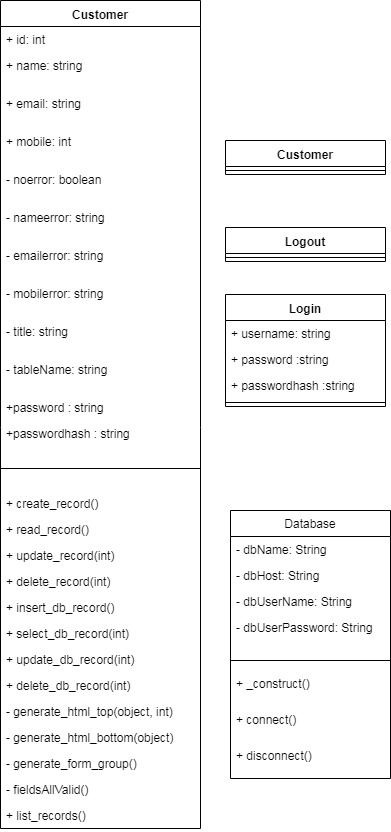 Customer
+ id: int
+ name: string
+ email: string
+ mobile: int
- noerror: boolean
- nameerror: string
- emailerror: string
- mobilerror: string
- title: string
- tableName: string
+password : string
+passwordhash : string
+ create_record()
+ read_record()
+ update_record(int)
+ delete_record(int)
+ insert_db_record()
+ select_db_record(int)
+ update_db_record(int)
+ delete_db_record(int)
- generate_html_top(object, int)
- generate_html_bottom(object)
- generate_form_group()
- fieldsAllValid()
+ list_records()
Customer
Logout
Login
+ username: string
+ password :string
+ passwordhash :string
Database
- dbName: String
- dbHost: String
- dbUserName: String
- dbUserPassword: String
+ _construct()
+ connect()
+ disconnect()